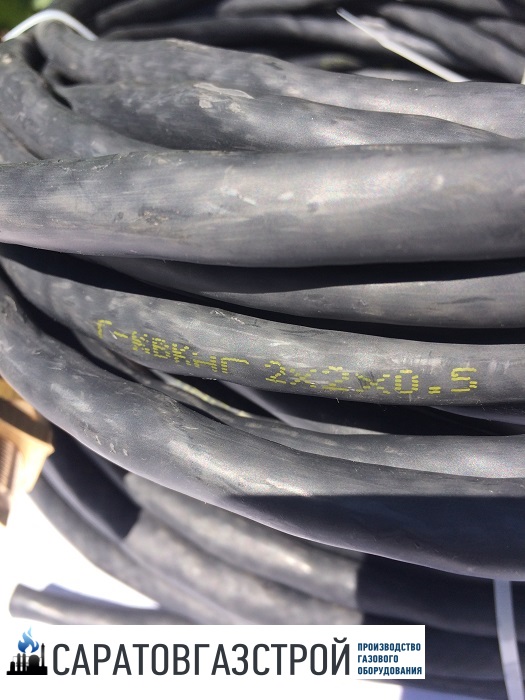 Г-КВКнг 2х2х0.5
САРАТОВГАЗСТРОЙ
ПРОИЗВОДСТВО
ГАЗОВОГО
ОБОРУДОВАНИЯ